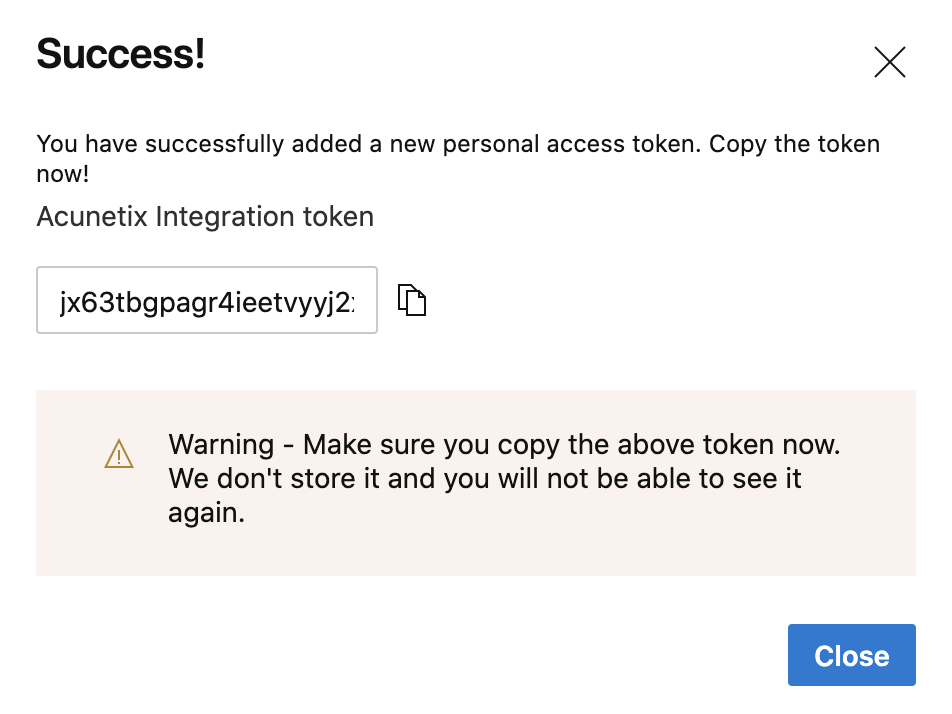 Success!
You have successfully added a new personal access token. Copy the token
now!
Acunetix Integration token
jx63tbgpagr4ieetvyyj2
Warning - Make sure you copy the above token now.
We don't store it and you will not be able to see it
again.
Close